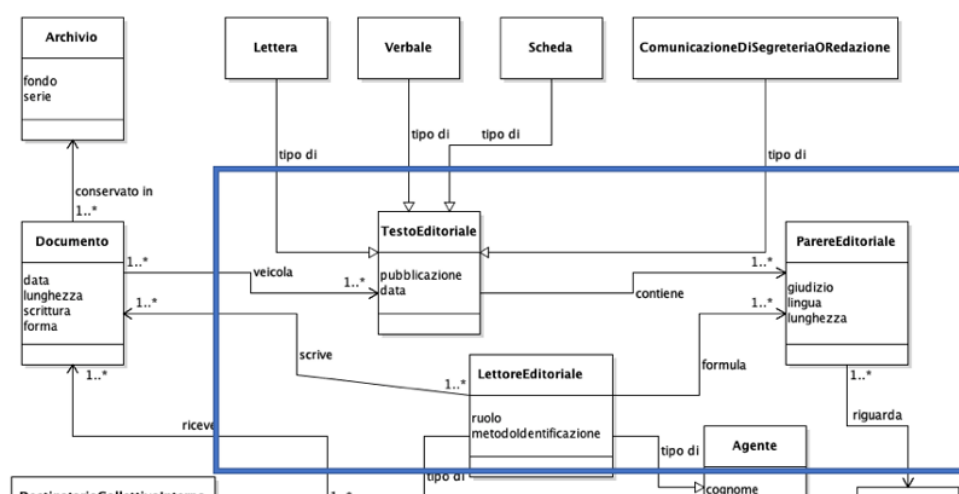 Archivio
fondo
serie
Lettera
Verbale
Scheda
ComunicazioneDiSegreteriaORedazione
tipo di
tipo di
tipo di
tipo di
conservato in
1..*
Documento
data
lunghezza
scrittura
forma
1..*
veicola
1..*
TestoEditoriale
pubblicazione
data
contiene
1..*
ParereEditoriale
giudizio
lingua
lunghezza
1..*
scrive
1..*
LettoreEditoriale
ruolo
metodoIdentificazione
formula
1..*
1..*
riguarda
1..*
riceve
tipo di
tipo di
Agente
cognome
1..*